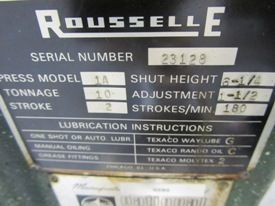 ROUSSELLE
SERIAL NUMBER 23128
PRESS MODEL 1A SHUT HEIGHT 6-1/4
TONNAGE 10 ADJUSTMENT 1-1/2
STROKE 2 STROKES/MIN 180
LUBRICATION INSTRUCTIONS
ONE SHOT OR AUTO LUBR TEXACO WAYLUBE G
MANUAL OILING TEXACO RANDO OIL C
GREASE FITTINGS TEXACO MOLYTEX 2
CHICAGO U.S.A.